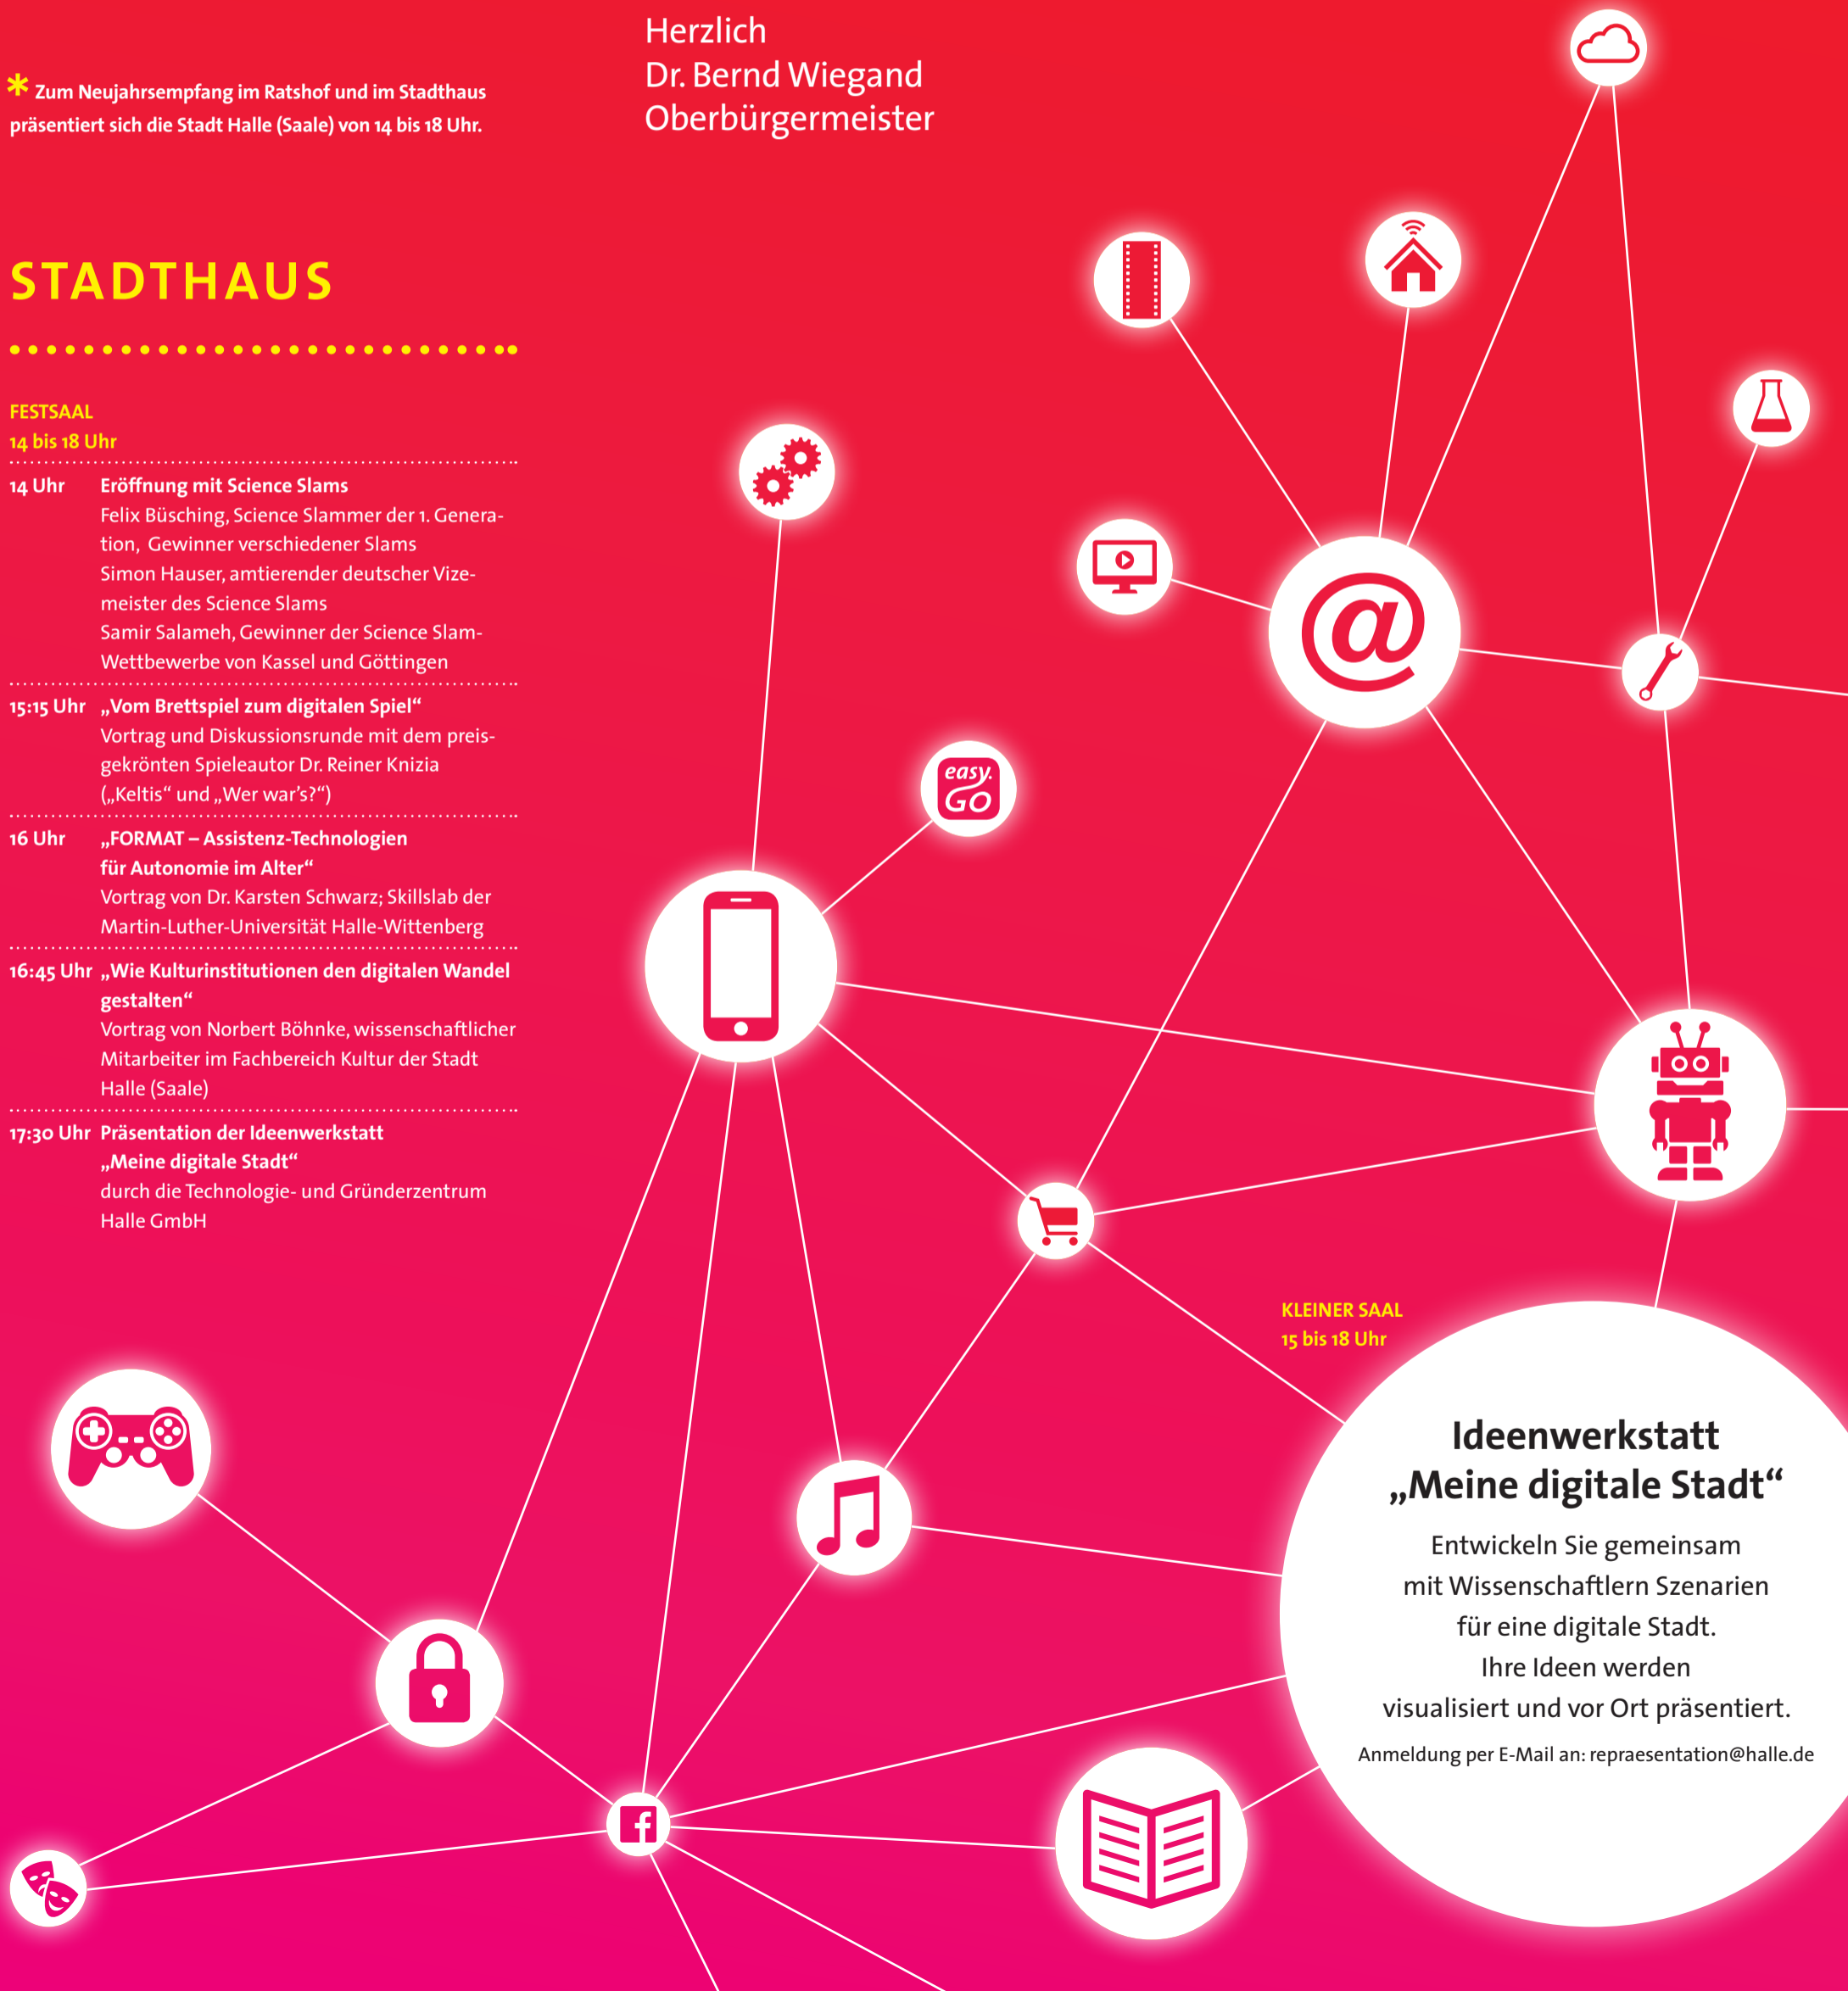 * Zum Neujahrsempfang im Ratshof und im Stadthaus
präsentiert sich die Stadt Halle (Saale) von 14 bis 18 Uhr.
Herzlich
Dr. Bernd Wiegand
Oberbürgermeister
STADTHAUS
FESTSAAL
14 bis 18 Uhr
14 Uhr Eröffnung mit Science Slams
Felix Büsching, Science Slammer der 1. Genera-
tion, Gewinner verschiedener Slams
Simon Hauser, amtierender deutscher Vize-
meister des Science Slams
Samir Salameh, Gewinner der Science Slam-
Wettbewerbe von Kassel und Göttingen
15:15 Uhr „Vom Brettspiel zum digitalen Spiel“
Vortrag und Diskussionsrunde mit dem preis-
gekrönten Spieleautor Dr. Reiner Knizia
(„Keltis“ und „Wer war’s?“)
16 Uhr „FORMAT – Assistenz-Technologien
für Autonomie im Alter“
Vortrag von Dr. Karsten Schwarz; Skillslab der
Martin-Luther-Universität Halle-Wittenberg
16:45 Uhr „Wie Kulturinstitutionen den digitalen Wandel
gestalten“
Vortrag von Norbert Böhnke, wissenschaftlicher
Mitarbeiter im Fachbereich Kultur der Stadt
Halle (Saale)
17:30 Uhr Präsentation der Ideenwerkstatt
„Meine digitale Stadt“
durch die Technologie- und Gründerzentrum
Halle GmbH
@
easy.
GO
KLEINER SAAL
15 bis 18 Uhr
Ideenwerkstatt
„Meine digitale Stadt“
Entwickeln Sie gemeinsam
mit Wissenschaftlern Szenarien
für eine digitale Stadt.
Ihre Ideen werden
visualisiert und vor Ort präsentiert.
Anmeldung per E-Mail an: repraesentation@halle.de
f